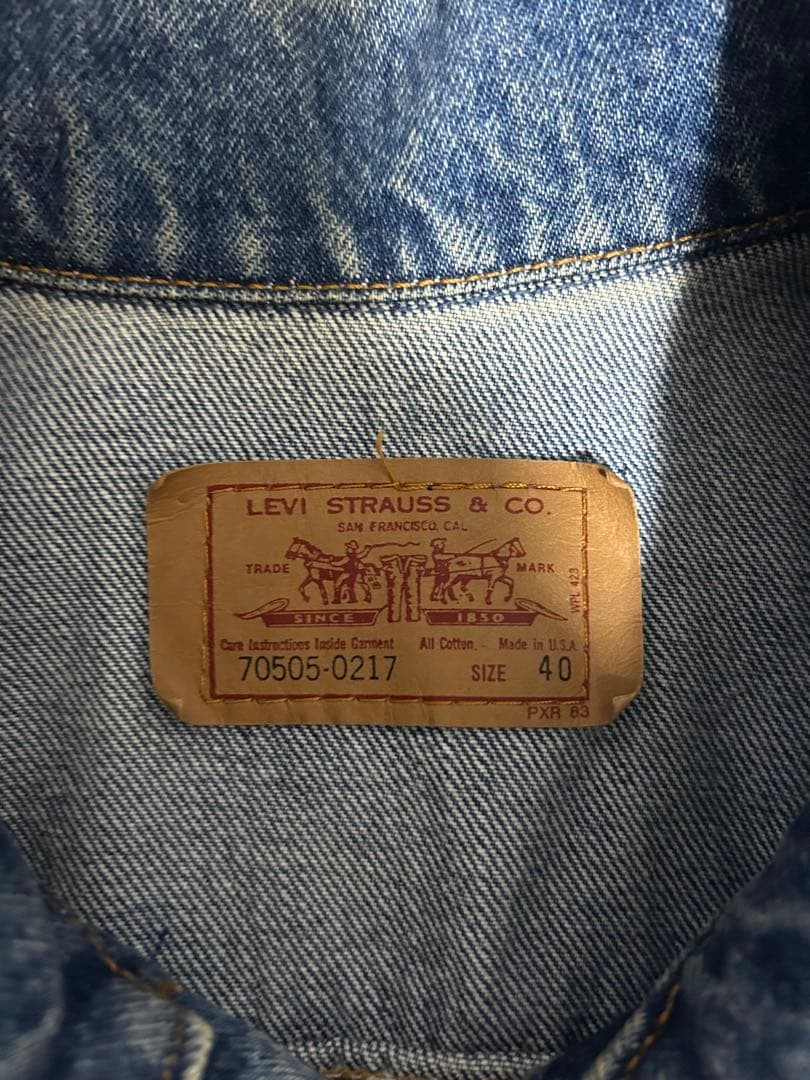 LEVI STRAUSS & CO.
SAN FRANCISCO, CAL
TRADE MARK
WPL 423
SINCE 1850
Care Instructions Inside Garment All Cotton. Made in U.S.A.
70505-0217 SIZE 40
PXR 63